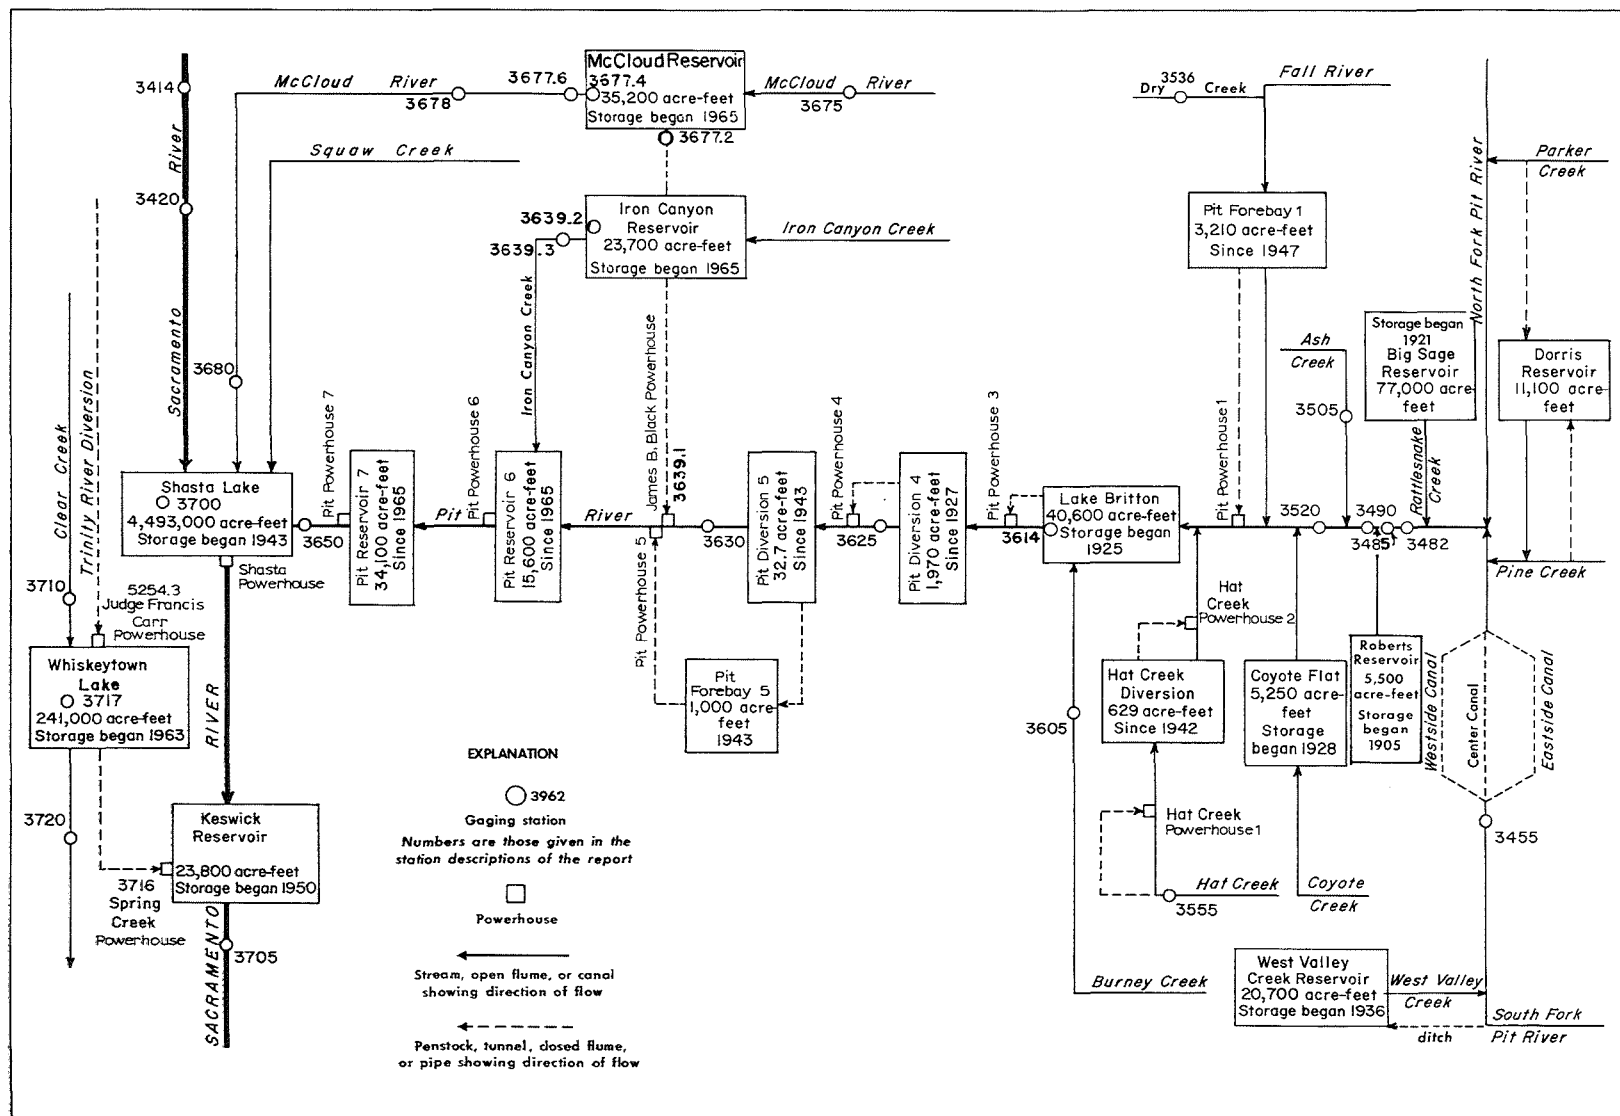 3414
River
3420
Sacramento
McCloud River
3678
3677.6
McCloud Reservoir
3677.4
35,200 acre-feet
Storage began 1965
McCloud River
3675
3677.2
Squaw Creek
3536
Dry Creek
Fall River
North Fork Pit River
Parker
Creek
Iron Canyon
Reservoir
23,700 acre-feet
Storage began 1965
3639.2
3639.3
Iron Canyon Creek
Iron Canyon Creek
James B. Black Powerhouse
3639.1
Pit Forebay 1
3,210 acre-feet
Since 1947
Pit Powerhouse 1
Ash
Creek
3505
Storage began
1921
Big Sage
Reservoir
77,000 acre-
feet
Rattlesnake
Creek
Dorris
Reservoir
11,100 acre-
feet
Pine Creek
Clear Creek
Trinity River Diversion
3680
Shasta Lake
3700
4,493,000 acre-feet
Storage began 1943
Shasta
Powerhouse
3650
Pit Powerhouse 7
Pit Reservoir 7
34,100 acre-feet
Since 1965
Pit
Pit Powerhouse 6
Pit Reservoir 6
15,600 acre-feet
Since 1965
River
Pit Powerhouse 5
3630
Pit Diversion 5
32.7 acre-feet
Since 1943
Pit Powerhouse 4
3625
Pit Diversion 4
1,970 acre-feet
Since 1927
Pit Powerhouse 3
3614
Lake Britton
40,600 acre-feet
Storage began
1925
3520
3490
3485
3482
3710
5254.3
Judge Francis
Carr
Powerhouse
Whiskeytown
Lake
3717
241,000 acre-feet
Storage began 1963
RIVER
Pit
Forebay 5
1,000 acre-
feet
1943
Hat
Creek
Powerhouse 2
Hat Creek
Diversion
629 acre-feet
Since 1942
Coyote Flat
5,250 acre-
feet
Storage
began 1928
Roberts
Reservoir
5,500
acre-feet
Storage
began
1905
Westside Canal
Center Canal
Eastside Canal
3605
Hat Creek
Powerhouse 1
Hat Creek
3555
Coyote
Creek
3455
3720
3716
Spring
Creek
Powerhouse
Keswick
Reservoir
23,800 acre-feet
Storage began 1950
SACRAMENTO
3705
EXPLANATION
3962
Gaging station
Numbers are those given in the
station descriptions of the report
Powerhouse
Stream, open flume, or canal
showing direction of flow
Penstock, tunnel, closed flume,
or pipe showing direction of flow
Burney Creek
West Valley
Creek Reservoir
20,700 acre-feet
Storage began 1936
West Valley
Creek
ditch
South Fork
Pit River